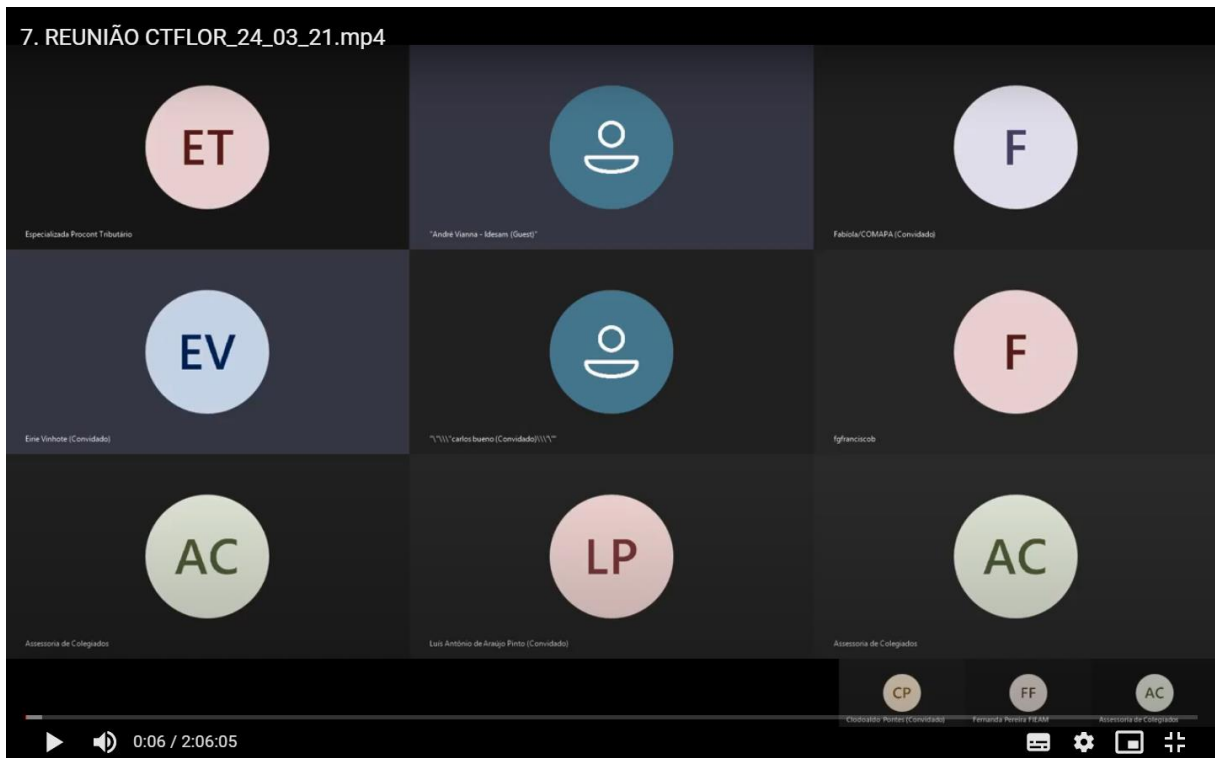 7. REUNIÃO CTFLOR_24_03_21.mp4
ET
F
Especializada Procont Tributário
"André Vianna - Idesam (Guest)"
Fabíola/COMAPA (Convidado)
EV
F
Eirie Vinhote (Convidado)
"\"\\\"carlos bueno (Convidado)\\\"\""
fgfranciscob
AC
LP
AC
Assessoria de Colegiados
Luís António de Araújo Pinto (Convidado)
Assessoria de Colegiados
CP
FF
AC
Clodoaldo Pontes (Convidado)
Fernanda Pereira FIEAM
Assessoria de Colegiados
0:06 / 2:06:05